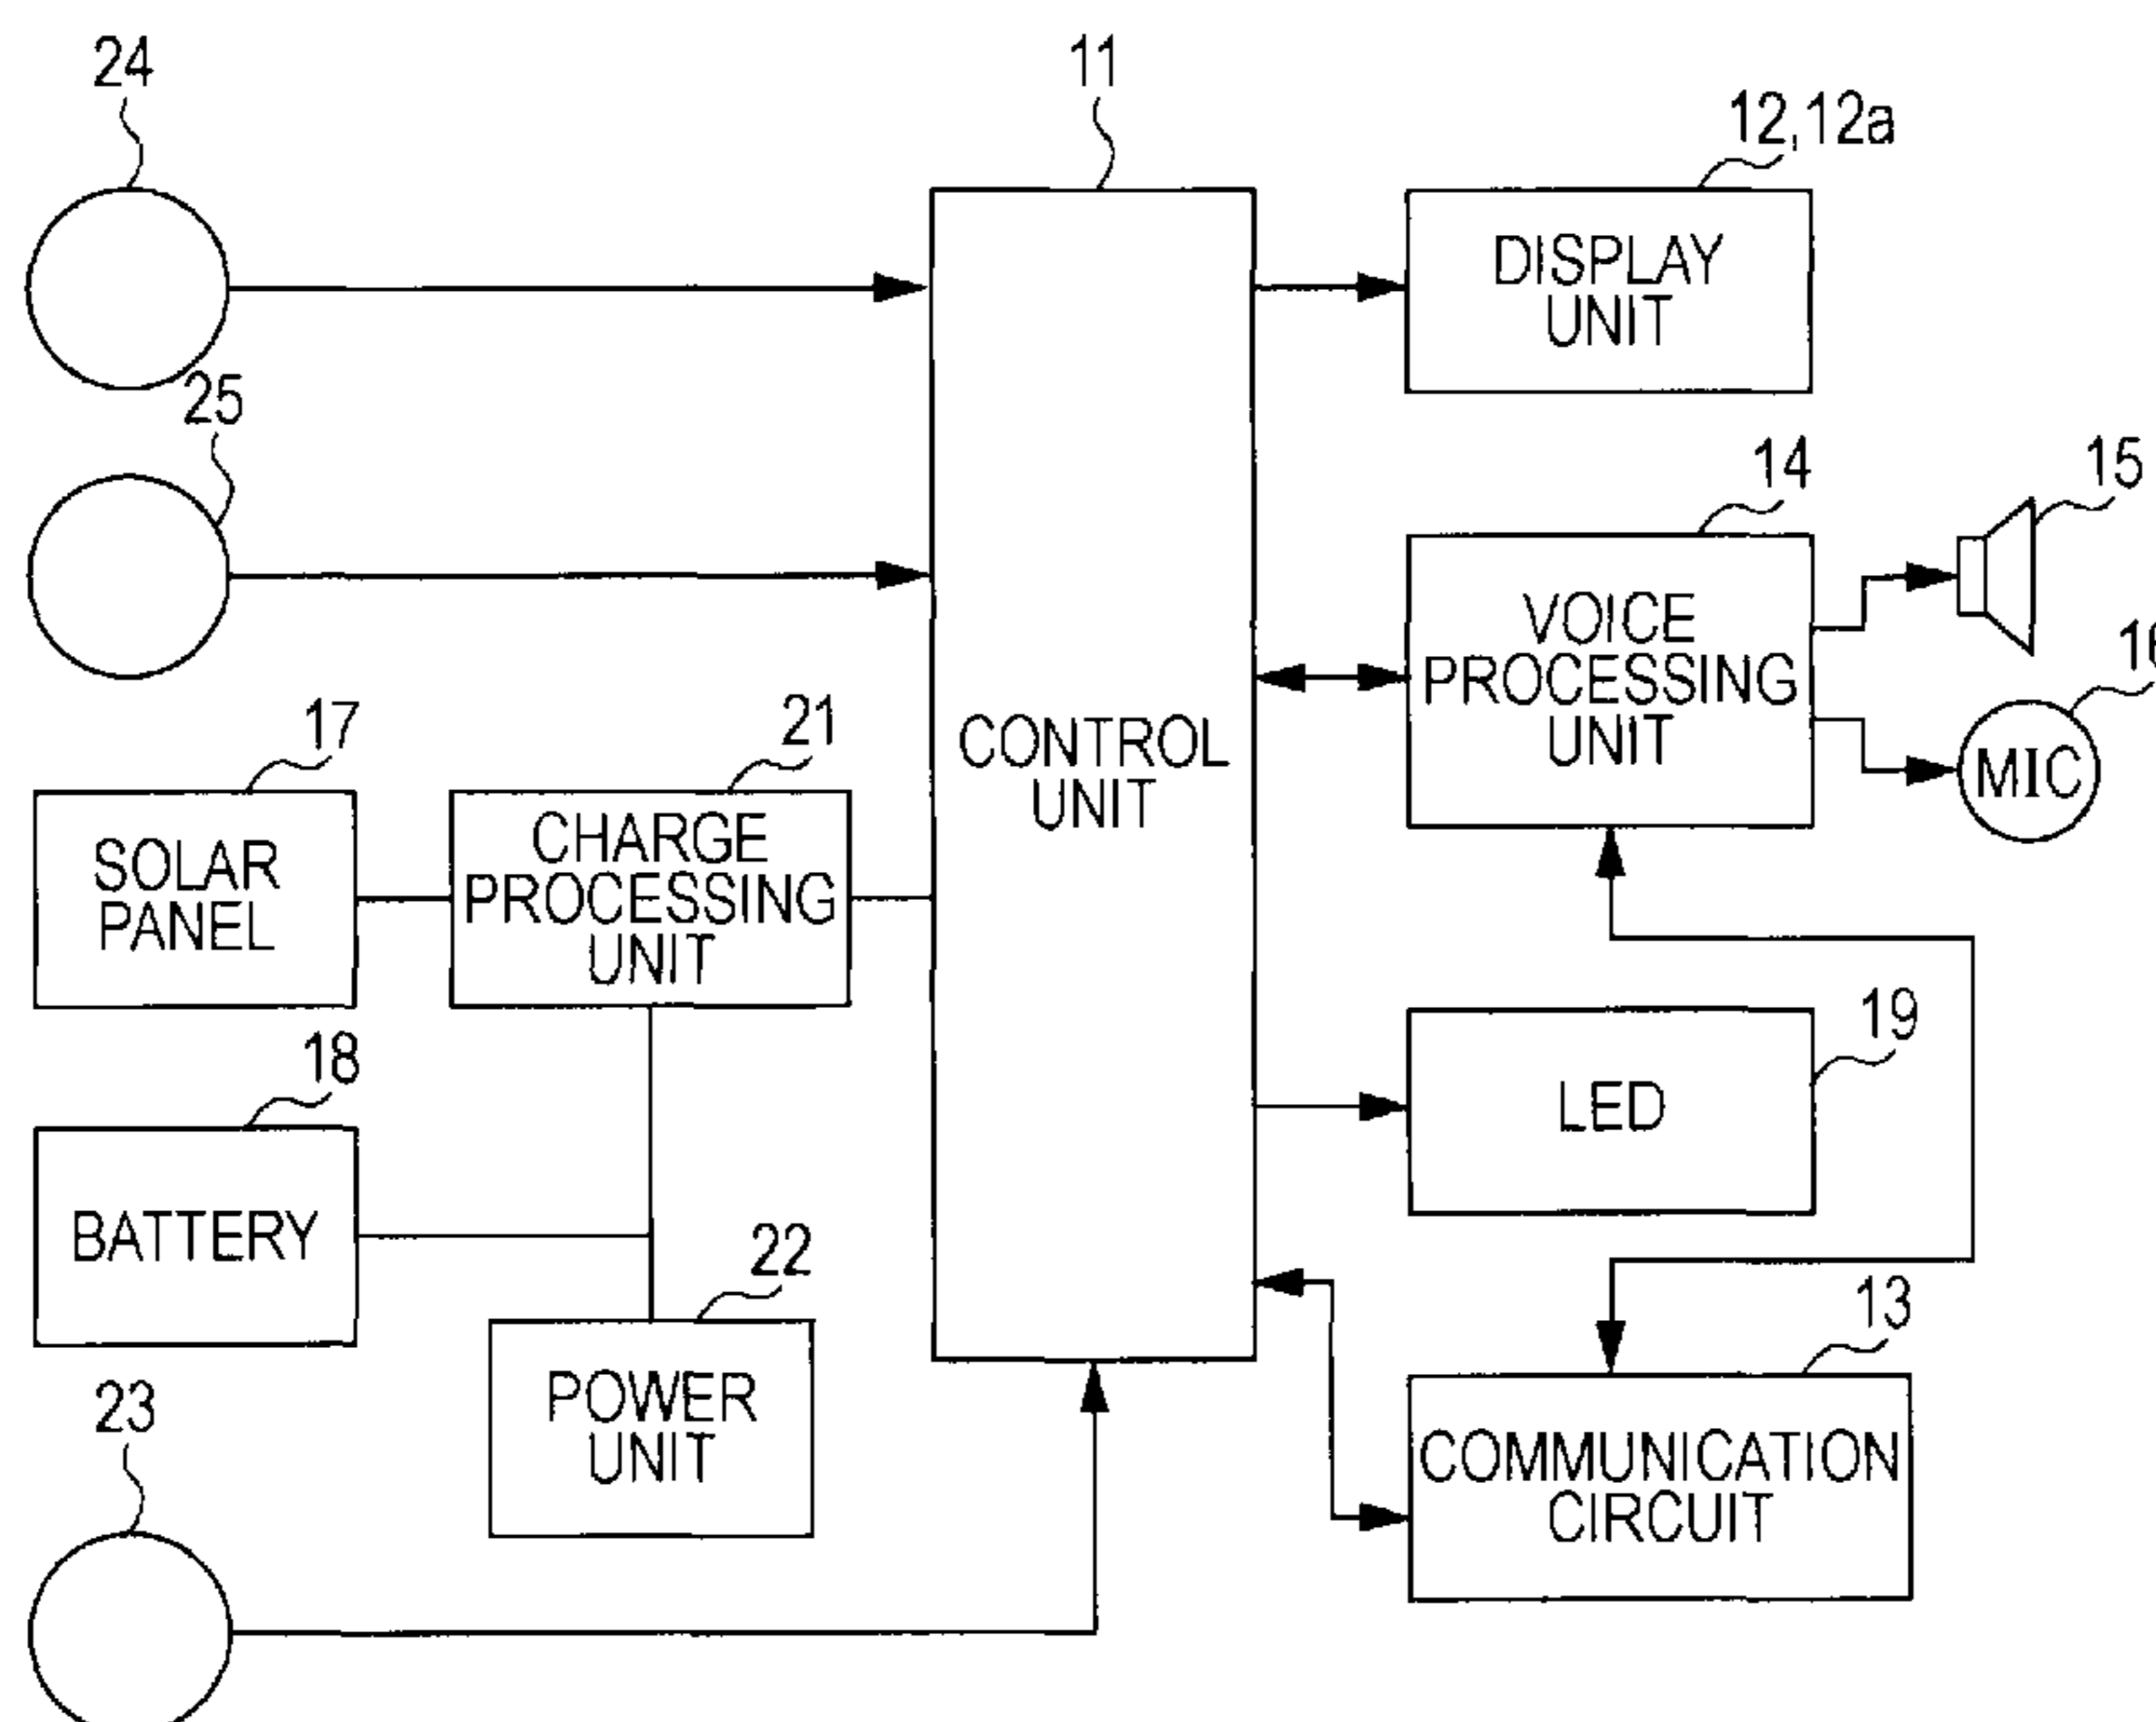 24
11
12,12a
DISPLAY
UNIT
25
14
15
VOICE
PROCESSING
UNIT
MIC
17
21
CONTROL
UNIT
SOLAR
PANEL
CHARGE
PROCESSING
UNIT
18
19
LED
BATTERY
22
POWER
UNIT
13
COMMUNICATION
CIRCUIT
23